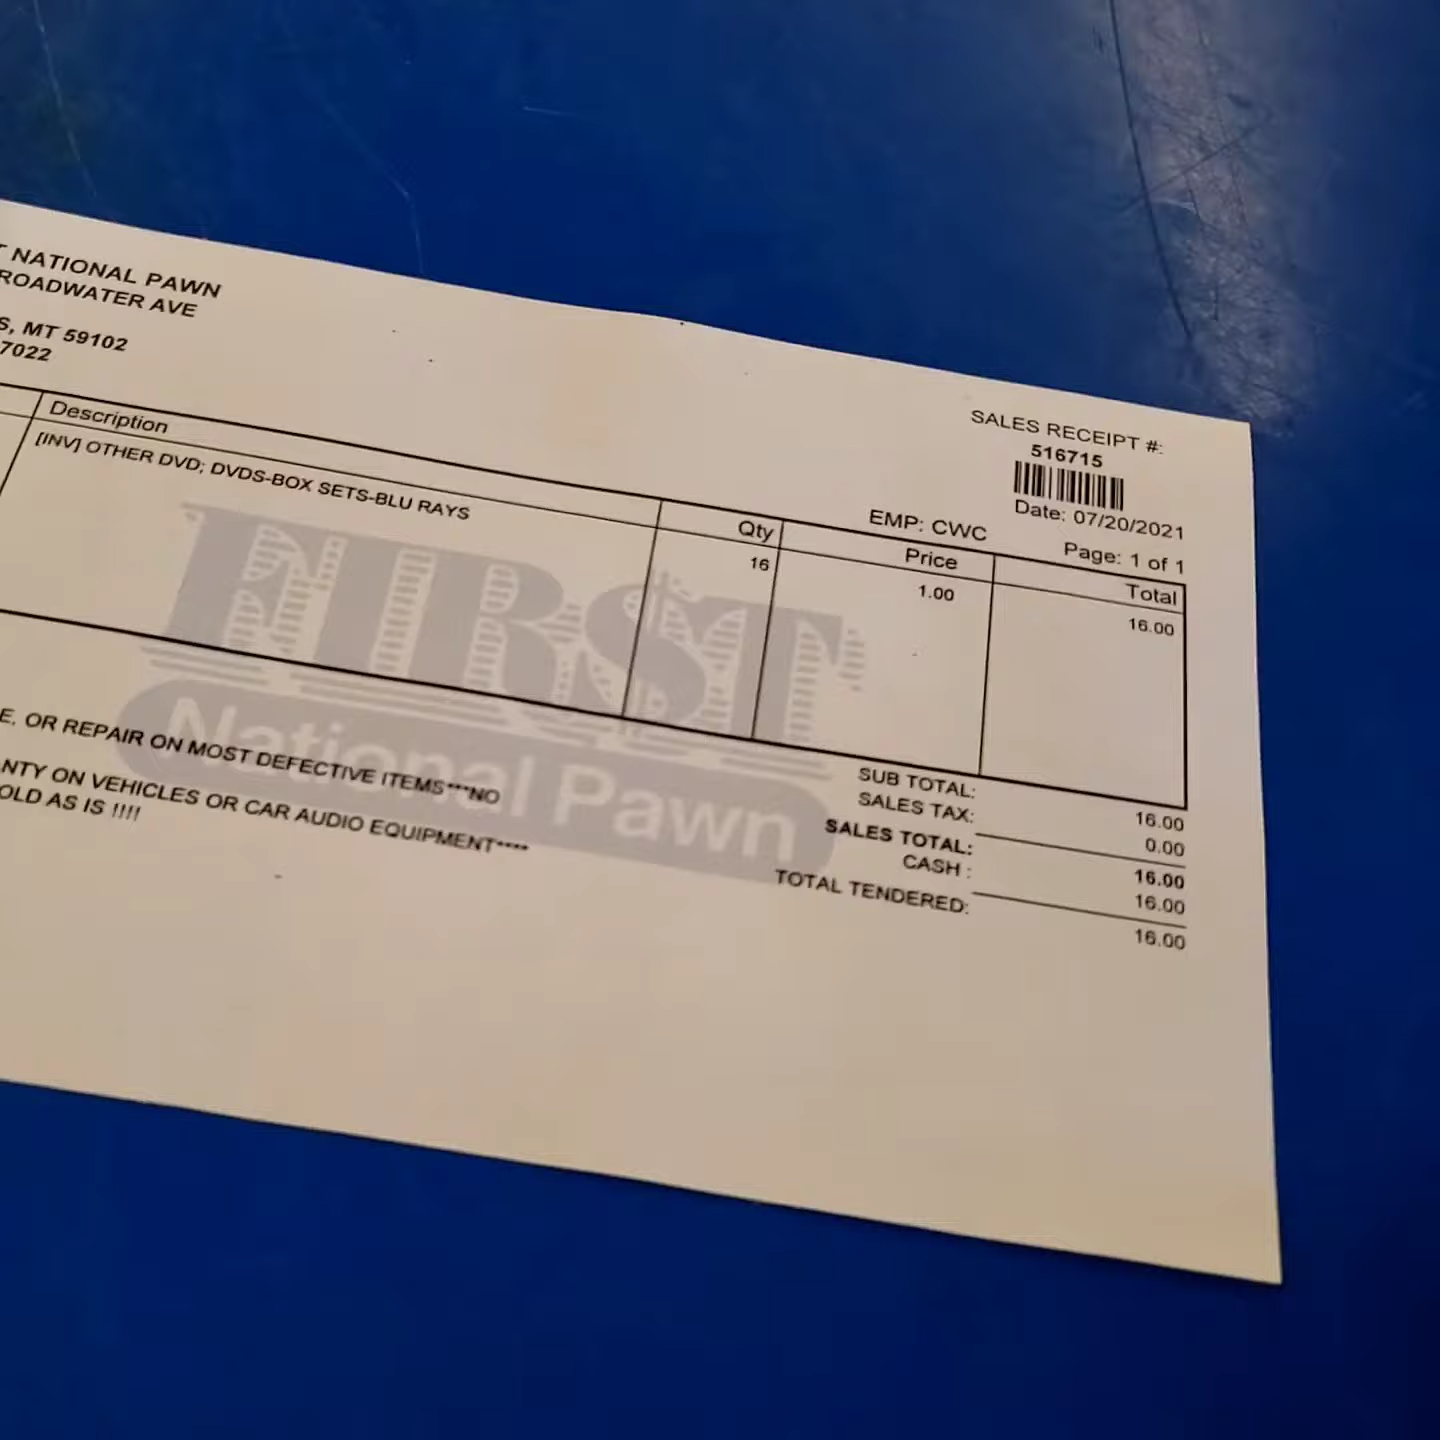 T NATIONAL PAWN
ROADWATER AVE
S, MT 59102
7022
SALES RECEIPT #:
516715
Date: 07/20/2021
EMP: CWC
Page: 1 of 1
Description Qty Price Total
[INV] OTHER DVD; DVDS-BOX SETS-BLU RAYS 16 1.00 16.00
FIRST
National Pawn
E, OR REPAIR ON MOST DEFECTIVE ITEMS***NO
NTY ON VEHICLES OR CAR AUDIO EQUIPMENT****
OLD AS IS !!!!
SUB TOTAL: 16.00
SALES TAX: 0.00
SALES TOTAL: 16.00
CASH : 16.00
TOTAL TENDERED: 16.00